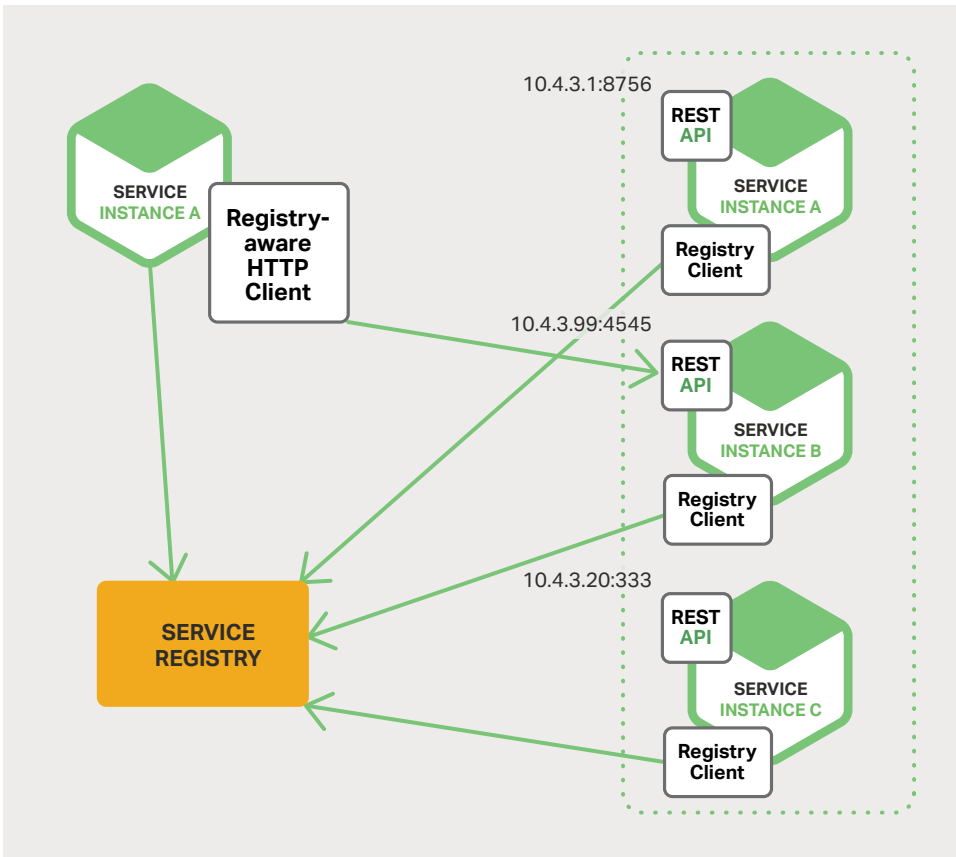 SERVICE
INSTANCE A
Registry-
aware
HTTP
Client
SERVICE
REGISTRY
10.4.3.1:8756
REST
API
SERVICE
INSTANCE A
Registry
Client
10.4.3.99:4545
REST
API
SERVICE
INSTANCE B
Registry
Client
10.4.3.20:333
REST
API
SERVICE
INSTANCE C
Registry
Client